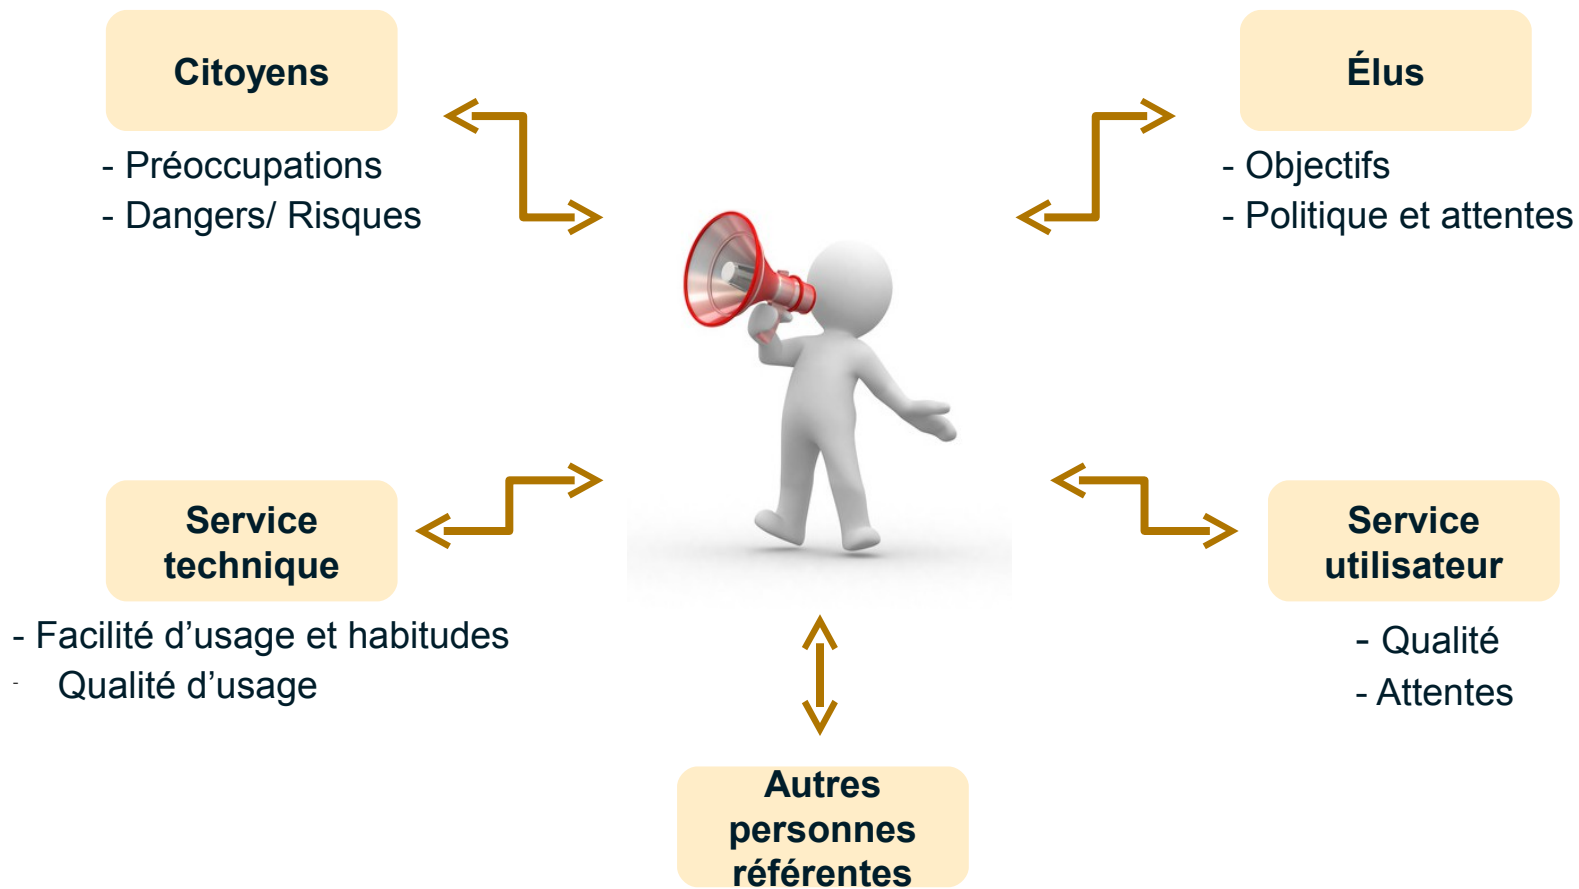 Citoyens
- Préoccupations
- Dangers/ Risques
Élus
- Objectifs
- Politique et attentes
Service
technique
- Facilité d’usage et habitudes
- Qualité d’usage
Service
utilisateur
- Qualité
- Attentes
Autres
personnes
référentes